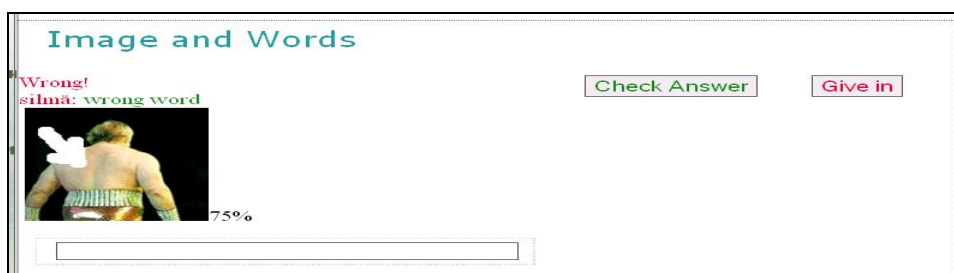 Image and Words
Wrong!
silmä: wrong word
Check Answer
Give in
75%